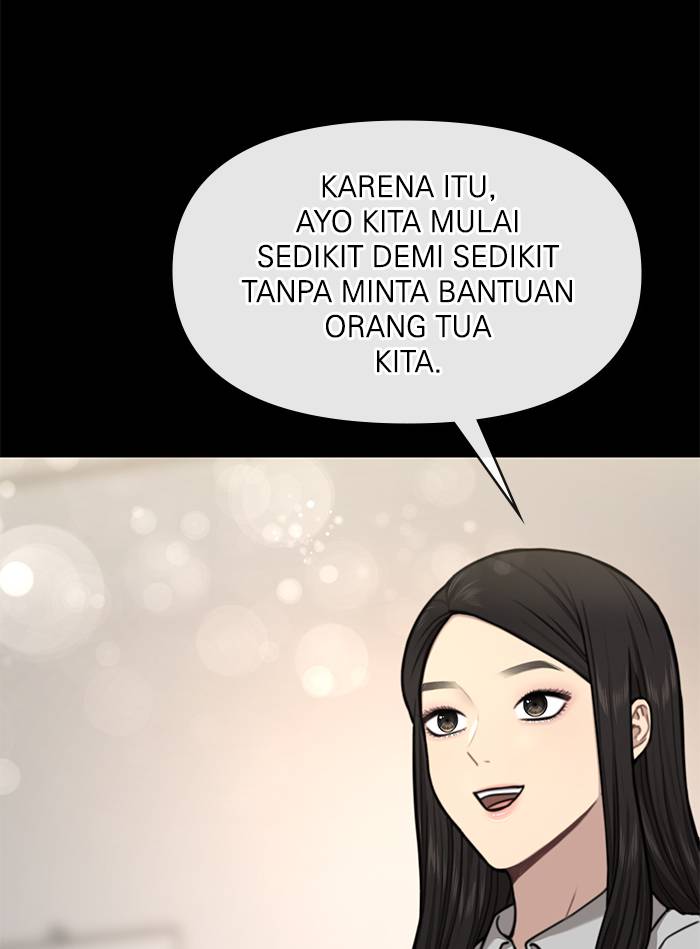 KARENA ITU,
AYO KITA MULAI
SEDIKIT DEMI SEDIKIT
TANPA MINTA BANTUAN
ORANG TUA
KITA.